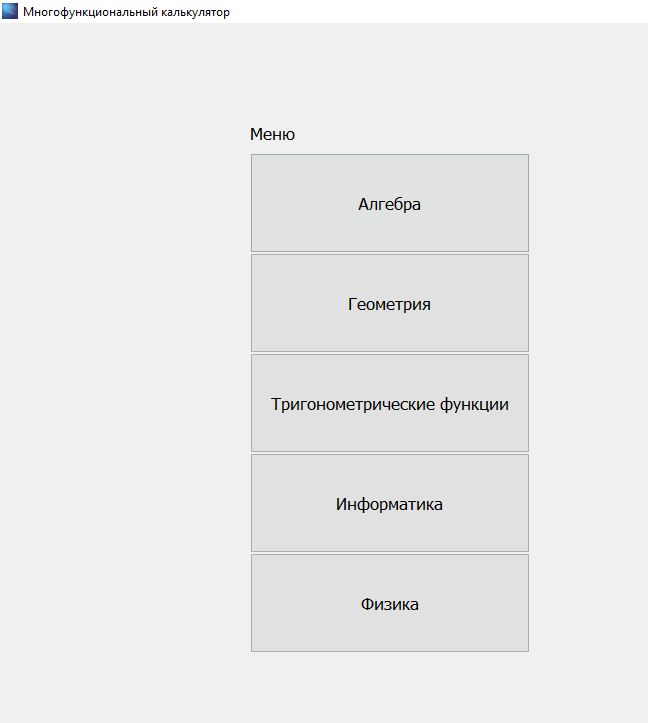 Многофункциональный калькулятор
Меню
Алгебра
Геометрия
Тригонометрические функции
Информатика
Физика